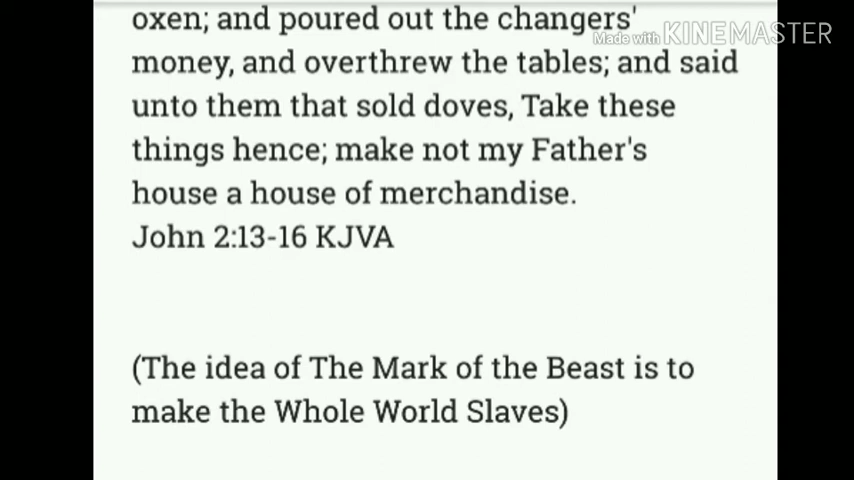 oxen; and poured out the changers'
Made with KINEMASTER
money, and overthrew the tables; and said
unto them that sold doves, Take these
things hence; make not my Father's
house a house of merchandise.
John 2:13-16 KJVA
(The idea of The Mark of the Beast is to
make the Whole World Slaves)